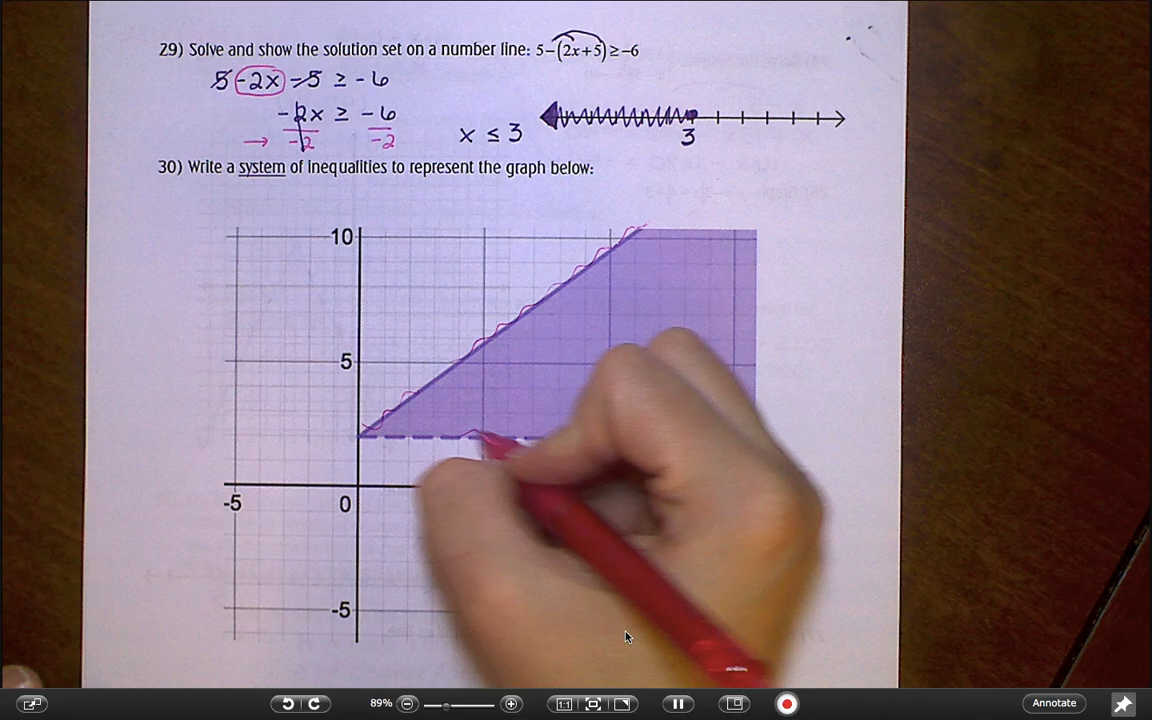 29) Solve and show the solution set on a number line: 5-(2x+5)≥-6
5-2x-5 ≥ -6
-2x ≥ -6
→ -2 -2
x ≤ 3
3
30) Write a system of inequalities to represent the graph below:
10
5
-5 0
-5
89%
1:1
Annotate